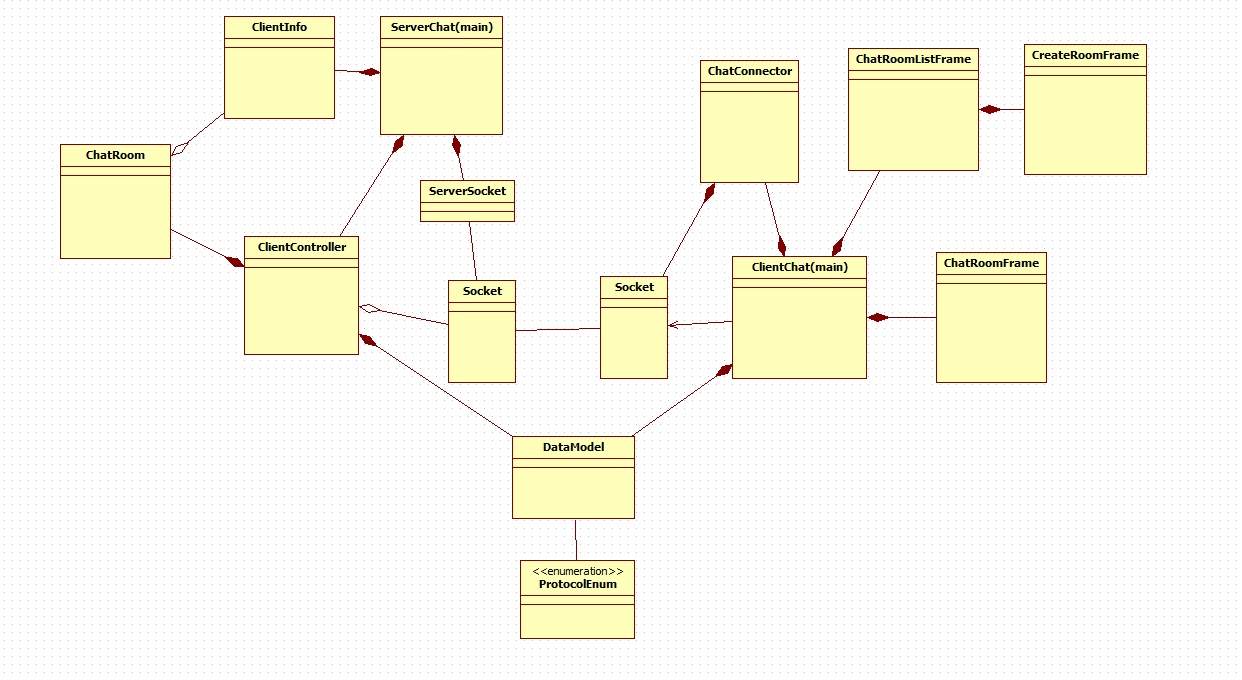 ClientInfo
ServerChat(main)
ChatConnector
ChatRoomListFrame
CreateRoomFrame
ChatRoom
ServerSocket
ClientController
ClientChat(main)
ChatRoomFrame
Socket
Socket
DataModel
<<enumeration>>
ProtocolEnum